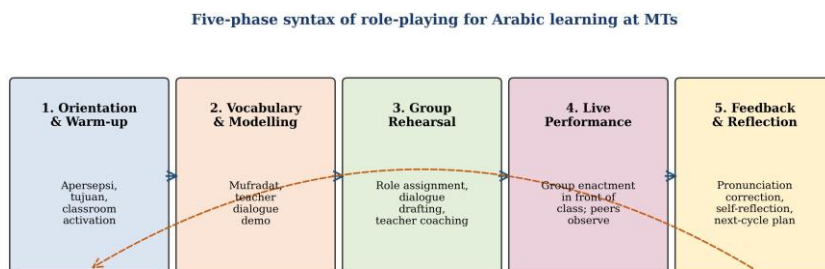 Five-phase syntax of role-playing for Arabic learning at MTs
1. Orientation
& Warm-up
Apersepsi,
tujuan,
classroom
activation
2. Vocabulary
& Modelling
Mufradat,
teacher
dialogue
demo
3. Group
Rehearsal
Role assignment,
dialogue
drafting,
teacher coaching
4. Live
Performance
Group enactment
in front of
class; peers
observe
5. Feedback
& Reflection
Pronunciation
correction,
self-reflection,
next-cycle plan